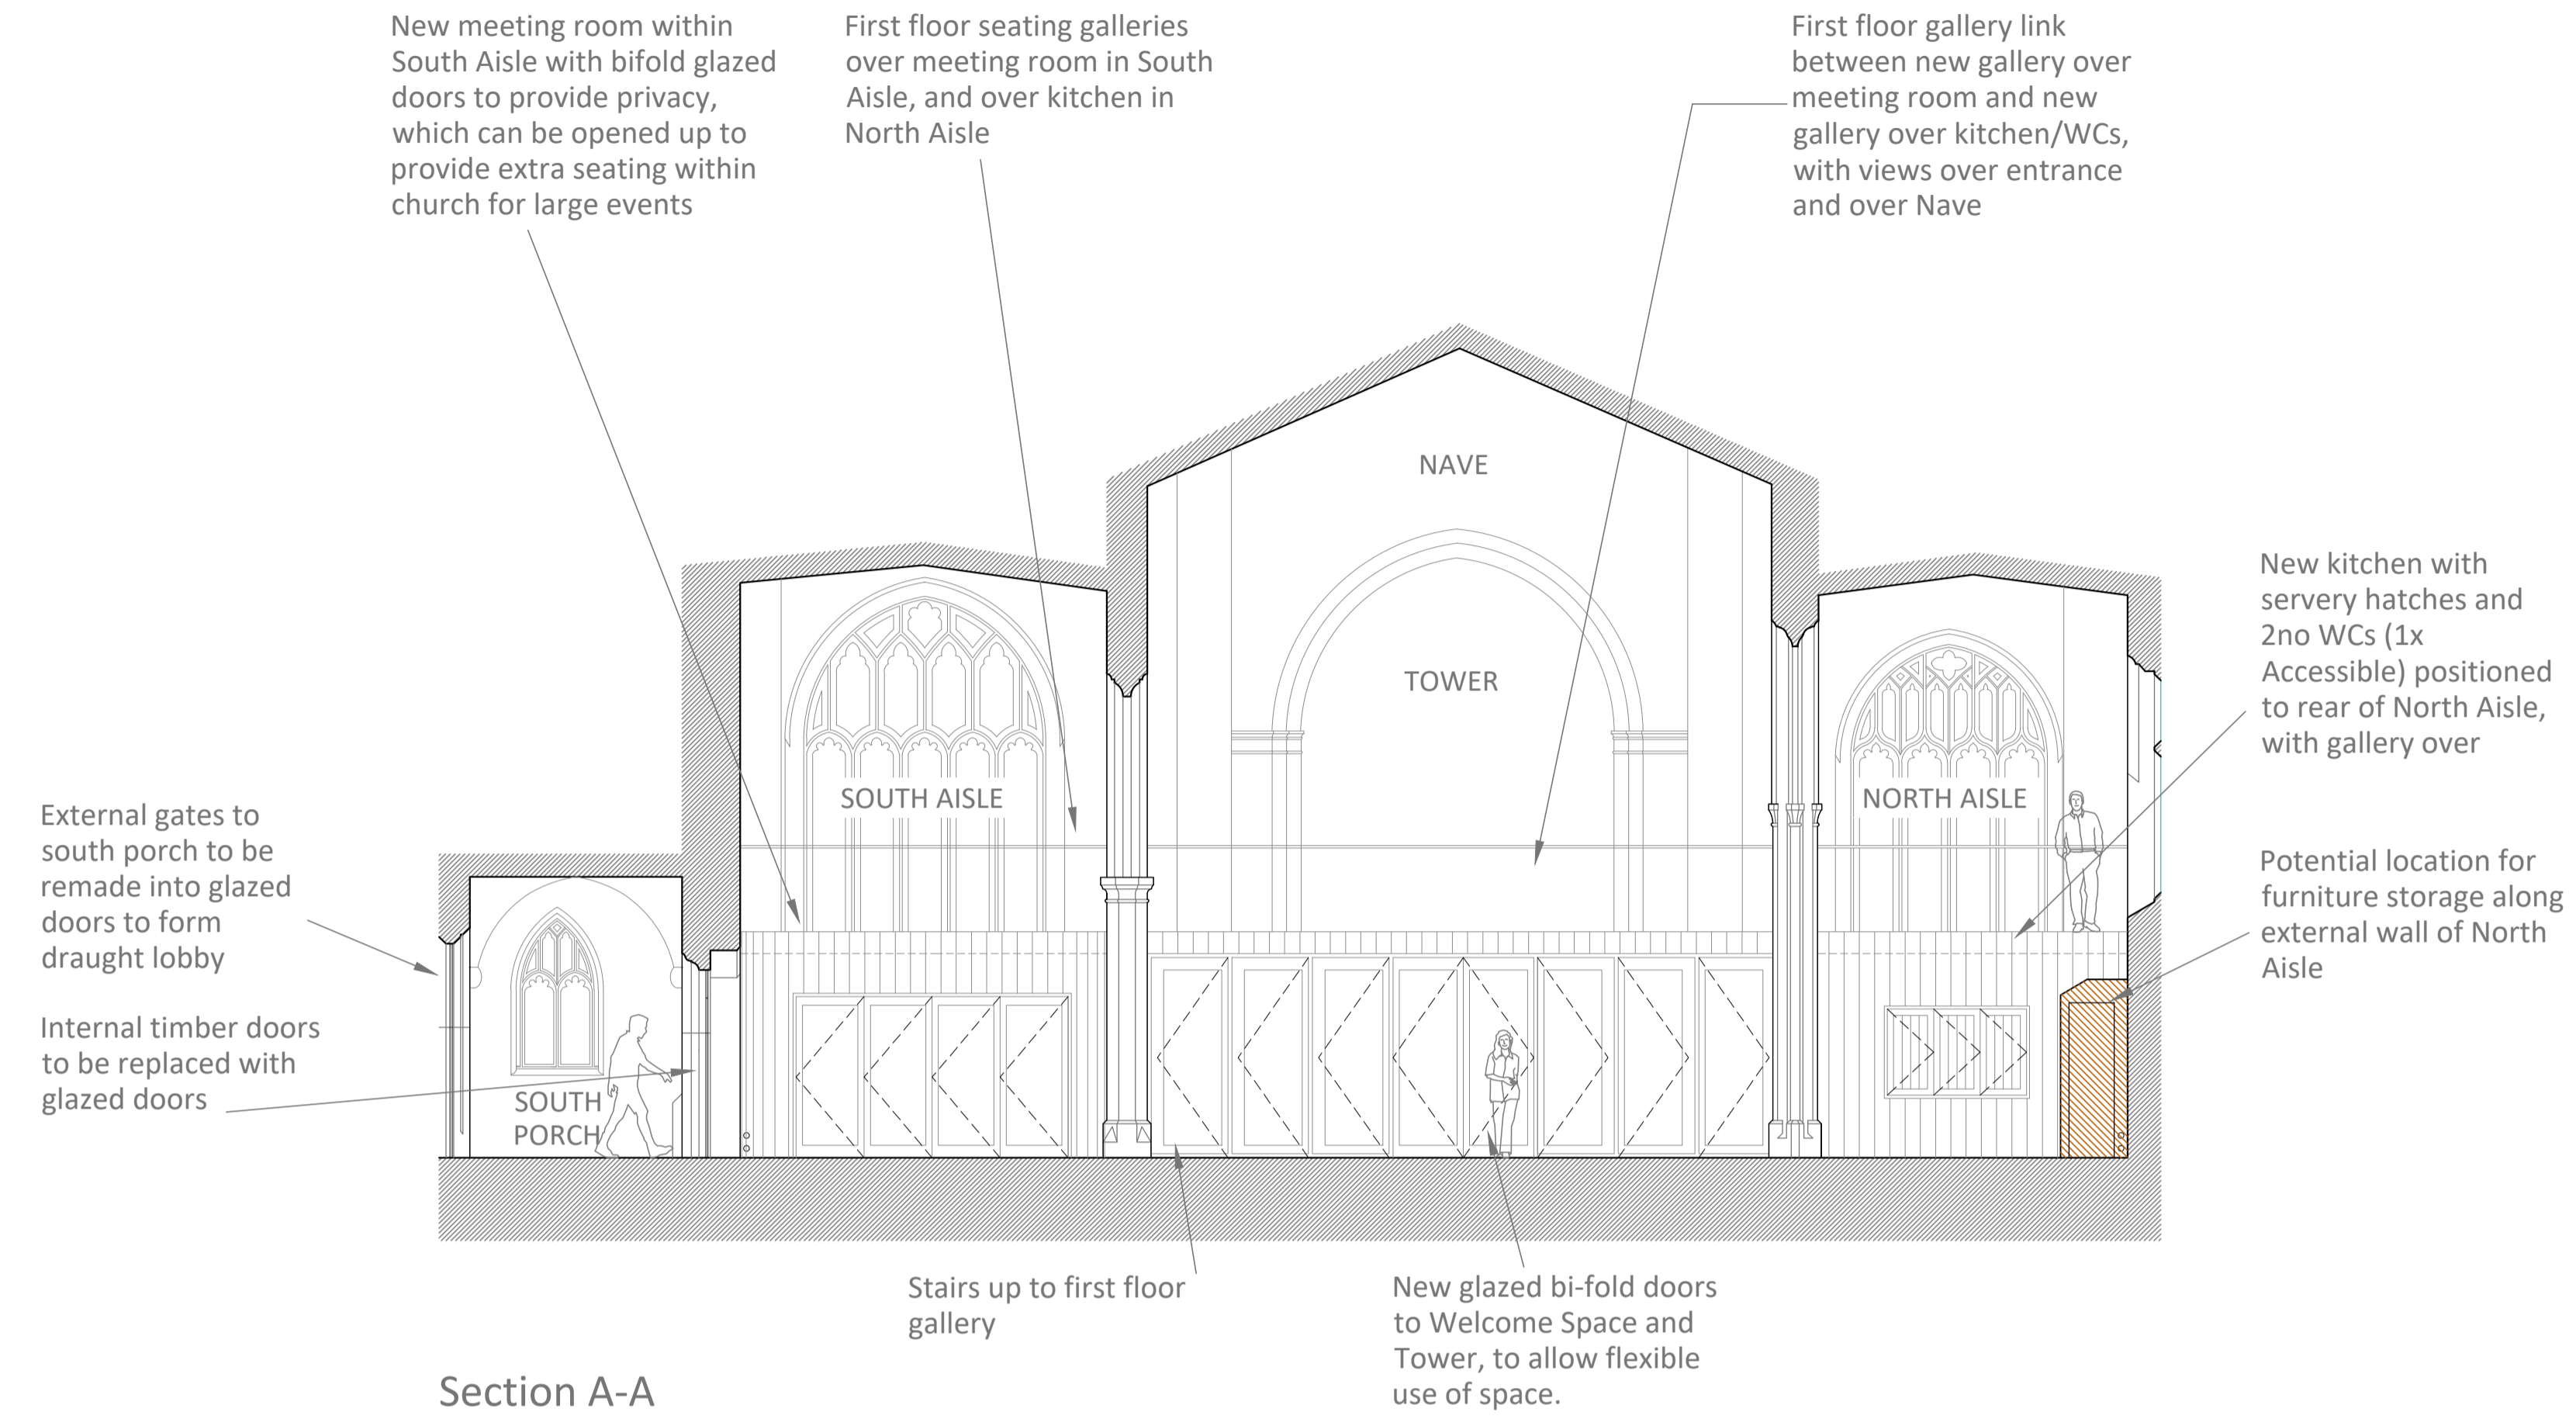 New meeting room within
South Aisle with bifold glazed
doors to provide privacy,
which can be opened up to
provide extra seating within
church for large events
First floor seating galleries
over meeting room in South
Aisle, and over kitchen in
North Aisle
First floor gallery link
between new gallery over
meeting room and new
gallery over kitchen/WCs,
with views over entrance
and over Nave
NAVE
TOWER
SOUTH AISLE
NORTH AISLE
New kitchen with
servery hatches and
2no WCs (1x
Accessible) positioned
to rear of North Aisle,
with gallery over
External gates to
south porch to be
remade into glazed
doors to form
draught lobby
Potential location for
furniture storage along
external wall of North
Aisle
Internal timber doors
to be replaced with
glazed doors
SOUTH
PORCH
Stairs up to first floor
gallery
New glazed bi-fold doors
to Welcome Space and
Tower, to allow flexible
use of space.
Section A-A